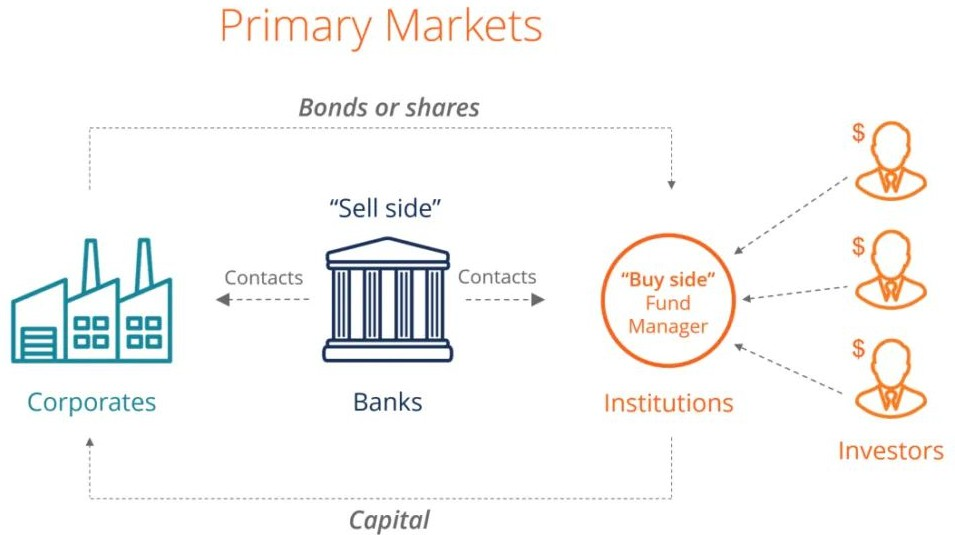 Primary Markets
Bonds or shares
"Sell side"
Contacts
Contacts
"Buy side"
Fund
Manager
$
$
$
Corporates
Banks
Institutions
Investors
Capital